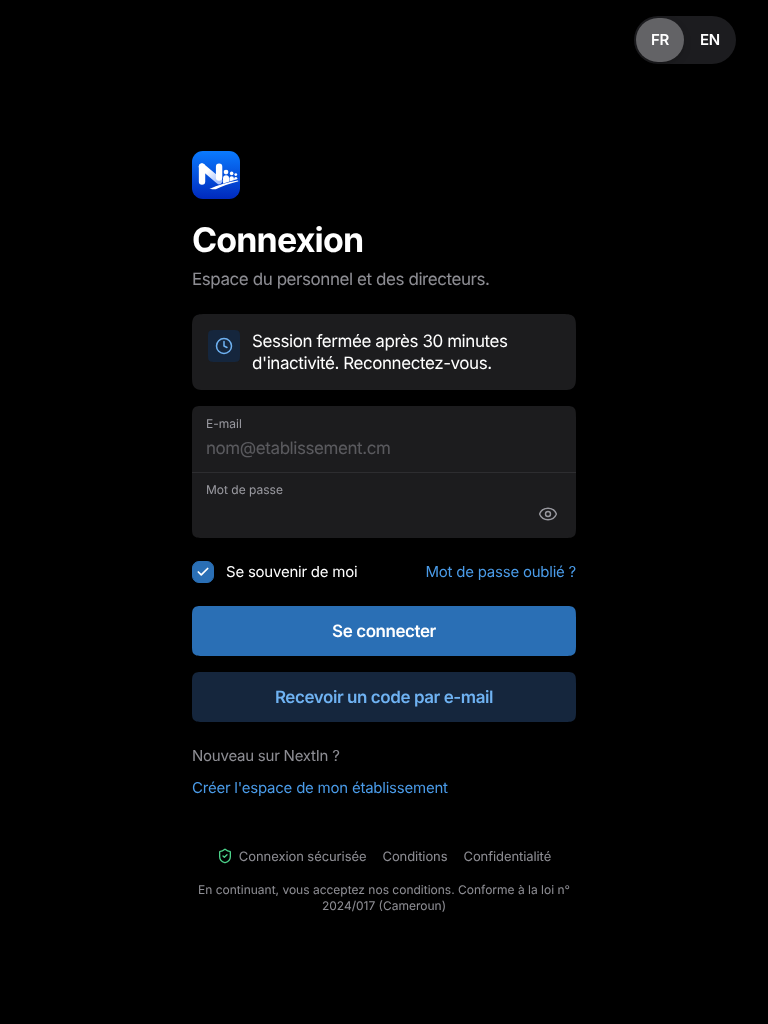 FR EN
N
Connexion
Espace du personnel et des directeurs.
Session fermée après 30 minutes
d'inactivité. Reconnectez-vous.
E-mail
nom@etablissement.cm
Mot de passe
Se souvenir de moi Mot de passe oublié ?
Se connecter
Recevoir un code par e-mail
Nouveau sur NextIn ?
Créer l'espace de mon établissement
Connexion sécurisée Conditions Confidentialité
En continuant, vous acceptez nos conditions. Conforme à la loi n°
2024/017 (Cameroun)